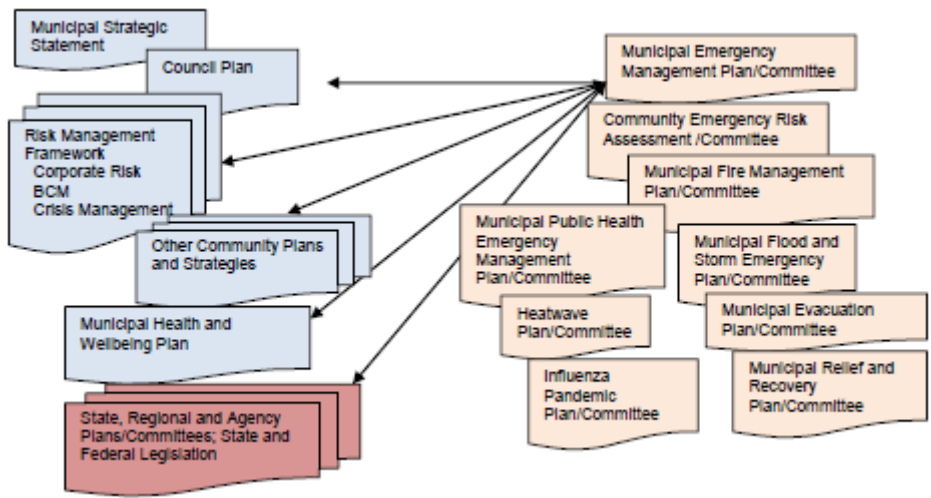 Municipal Strategic
Statement
Council Plan
Risk Management
Framework
Corporate Risk
BCM
Crisis Management
Other Community Plans
and Strategies
Municipal Health and
Wellbeing Plan
State, Regional and Agency
Plans/Committees; State and
Federal Legislation
Municipal Emergency
Management Plan/Committee
Community Emergency Risk
Assessment /Committee
Municipal Fire Management
Plan/Committee
Municipal Public Health
Emergency
Management
Plan/Committee
Municipal Flood and
Storm Emergency
Plan/Committee
Heatwave
Plan/Committee
Municipal Evacuation
Plan/Committee
Influenza
Pandemic
Plan/Committee
Municipal Relief and
Recovery
Plan/Committee